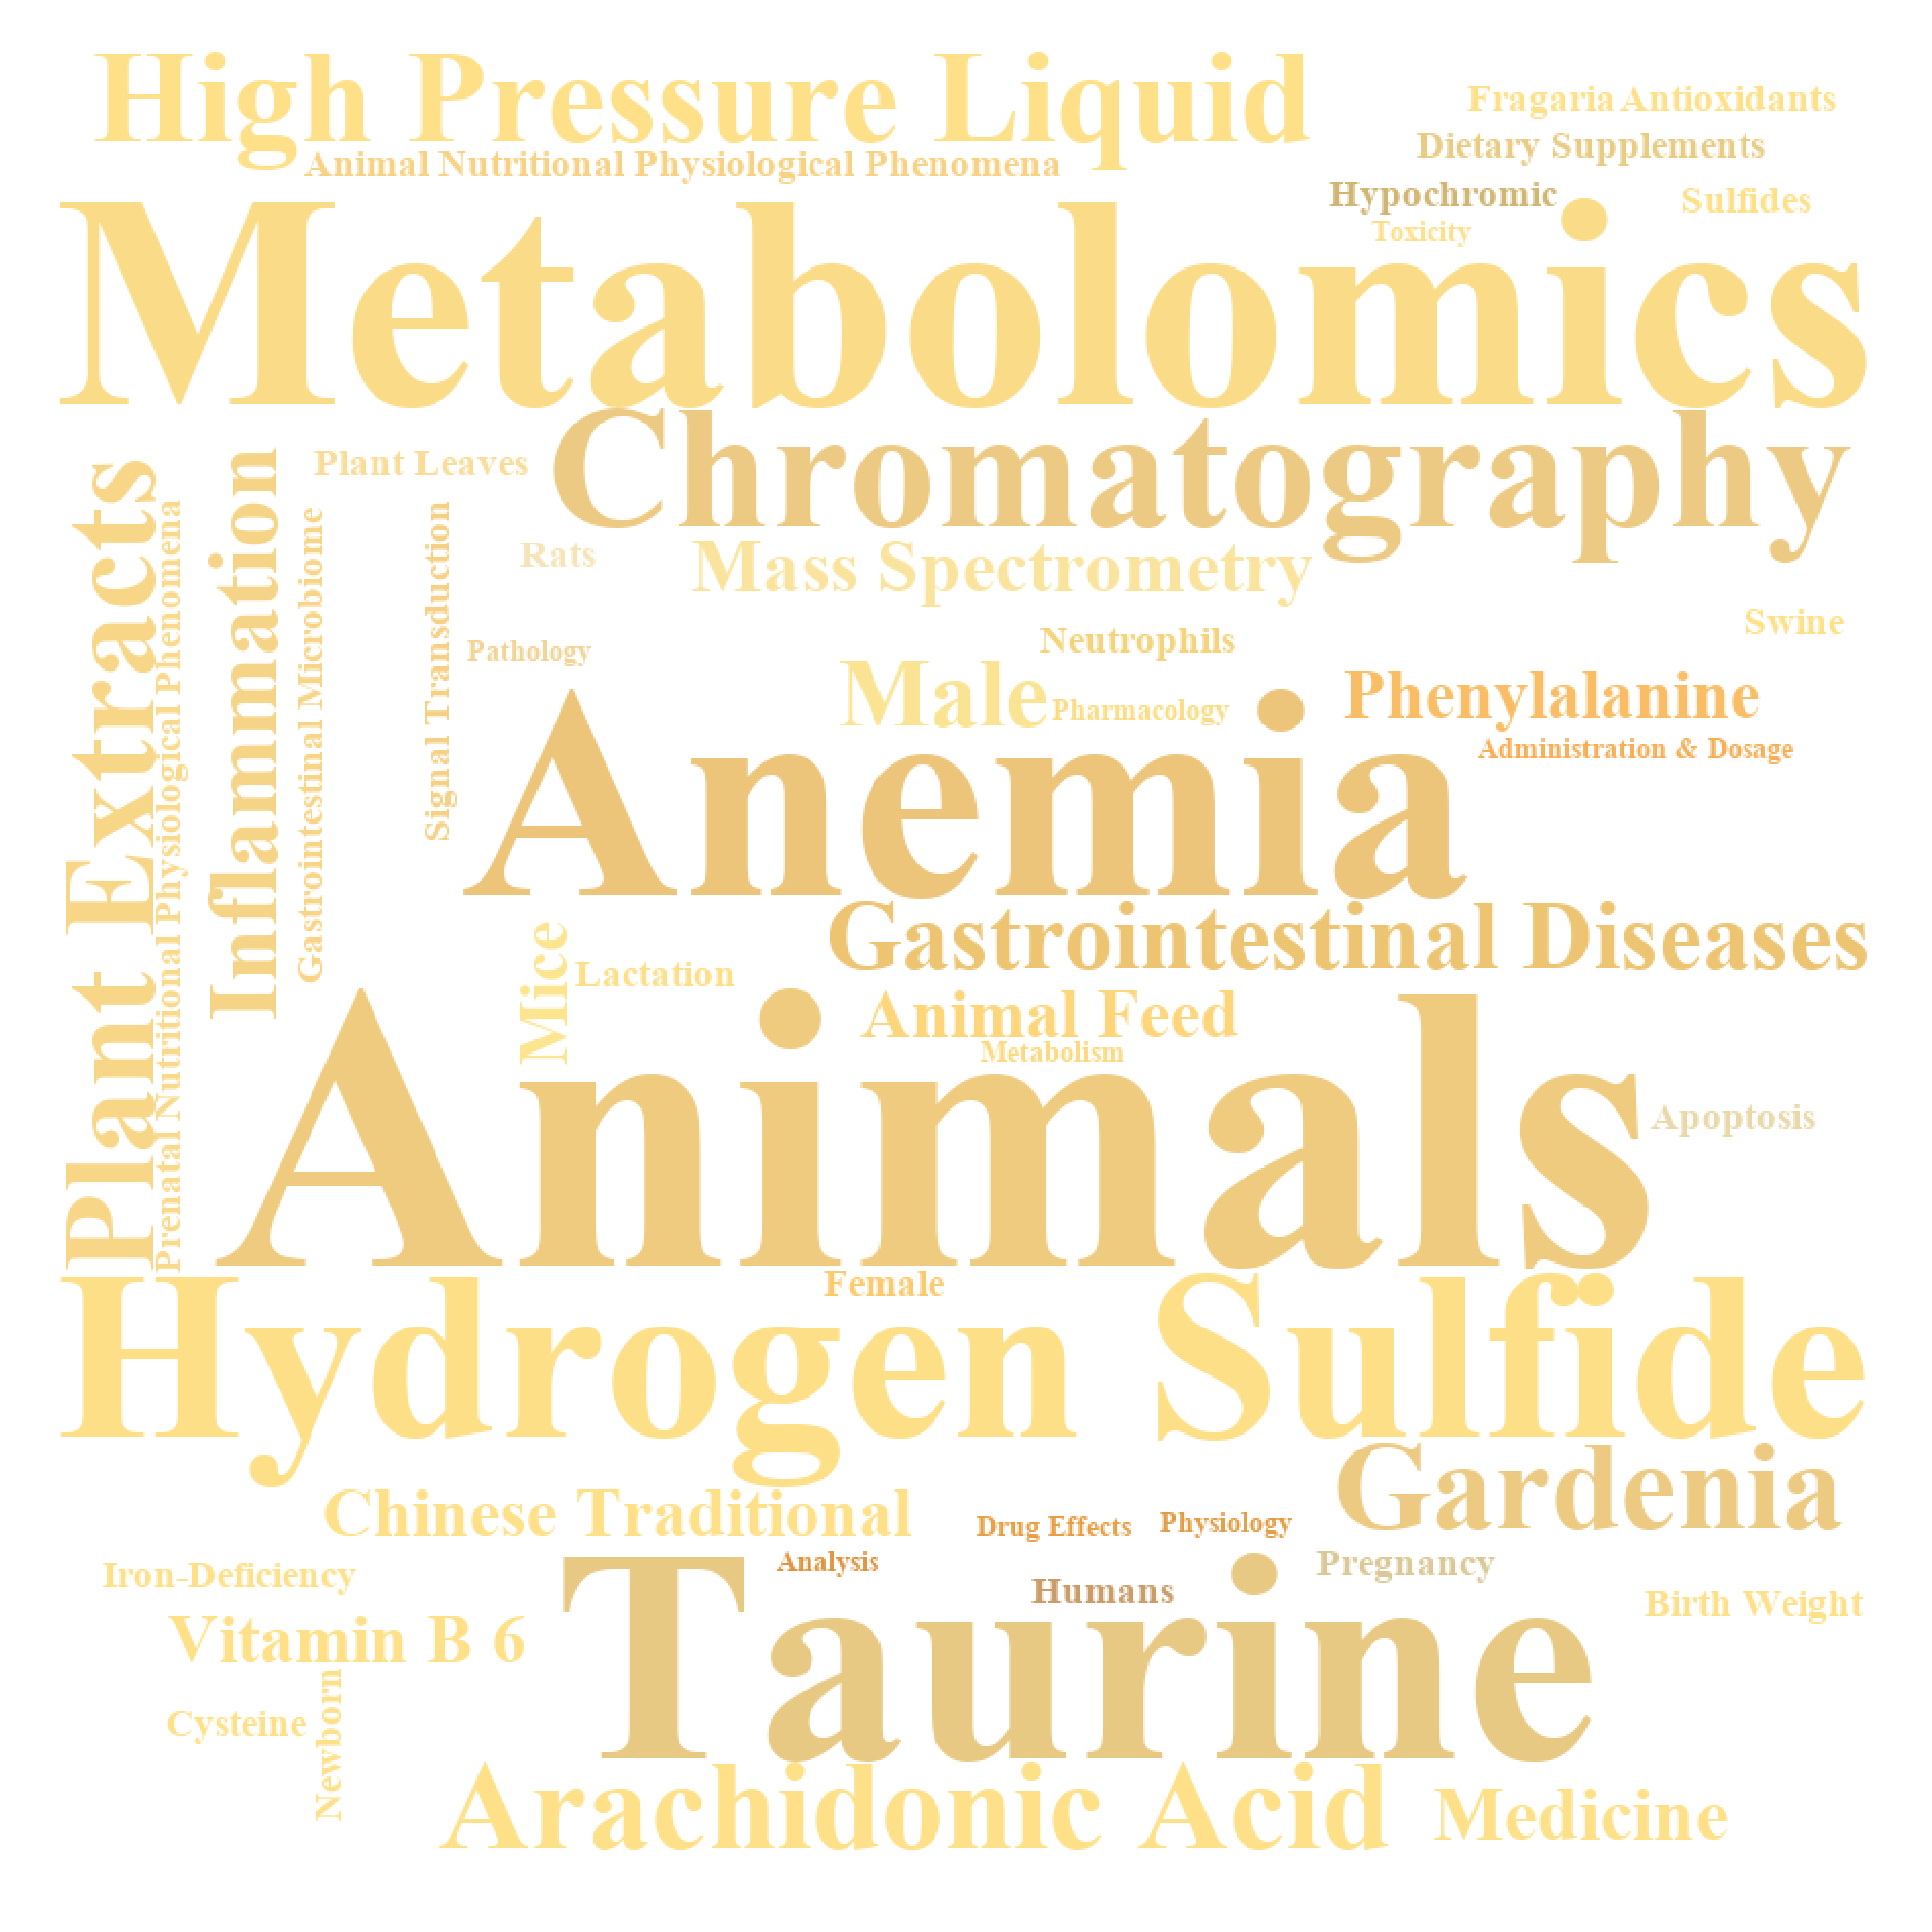 High Pressure Liquid
Fragaria Antioxidants
Dietary Supplements
Animal Nutritional Physiological Phenomena
Hypochromic
Sulfides
Toxicity
Metabolomics
Chromatography
Plant Leaves
Plant Extracts
Prenatal Nutritional Physiological Phenomena
Inflammation
Gastrointestinal Microbiome
Signal Transduction
Rats
Mass Spectrometry
Swine
Neutrophils
Pathology
Male
Phenylalanine
Pharmacology
Administration & Dosage
Anemia
Gastrointestinal Diseases
Mice
Lactation
Animal Feed
Metabolism
Animals
Apoptosis
Female
Hydrogen Sulfide
Gardenia
Chinese Traditional
Drug Effects
Physiology
Analysis
Pregnancy
Iron-Deficiency
Humans
Birth Weight
Vitamin B 6
Taurine
Cysteine
Newborn
Arachidonic Acid
Medicine